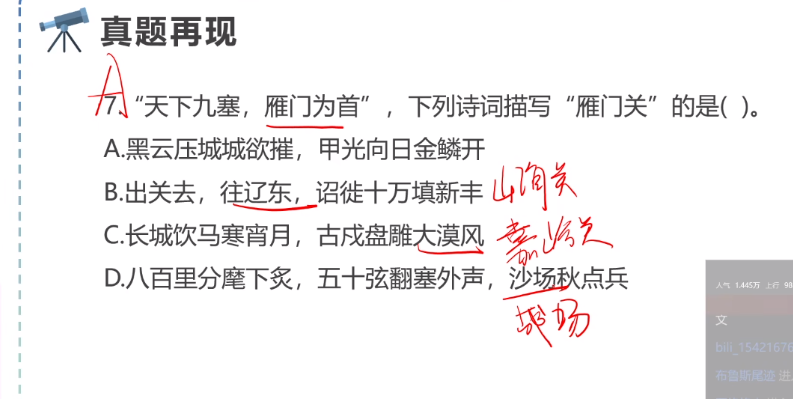 真题再现
A
7."天下九塞，雁门为首"，下列诗词描写"雁门关"的是( )。
A.黑云压城城欲摧，甲光向日金鳞开
B.出关去，往辽东，诏徙十万填新丰 山海关
C.长城饮马寒宵月，古戍盘雕大漠风 嘉峪关
D.八百里分麾下炙，五十弦翻塞外声，沙场秋点兵
战场
人气 1.445万 上行 98
文
bili_15421676
布鲁斯尾迹 进